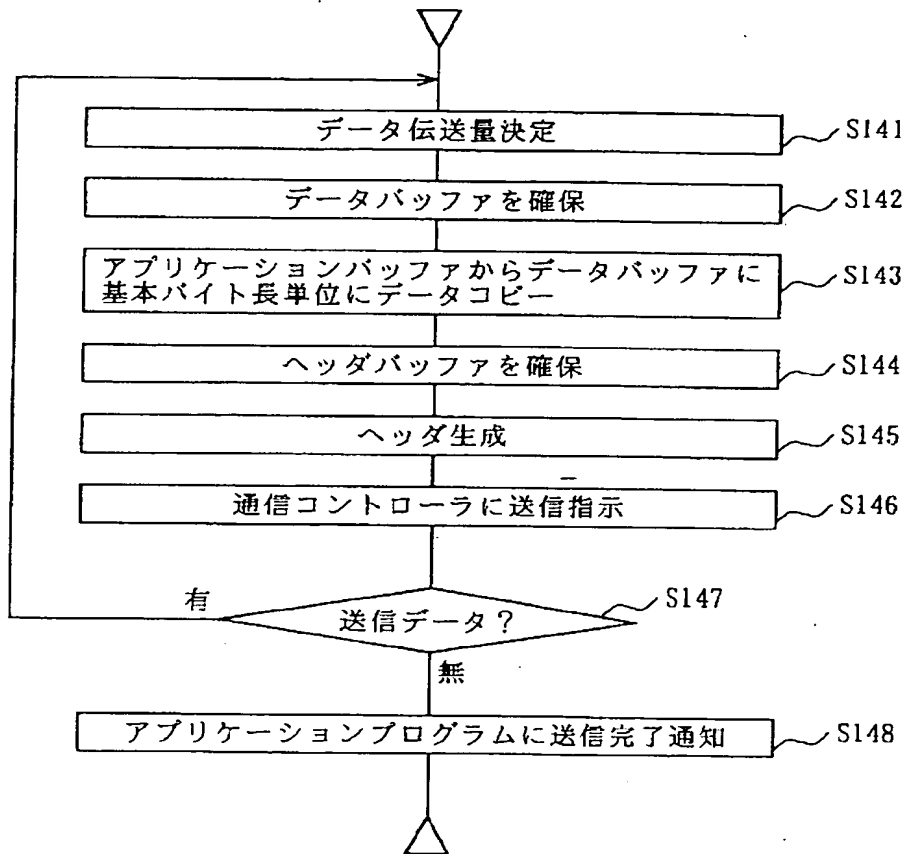 データ伝送量決定
S141
データバッファを確保
S142
アプリケーションバッファからデータバッファに
基本バイト長単位にデータコピー
S143
ヘッダバッファを確保
S144
ヘッダ生成
S145
通信コントローラに送信指示
S146
有
送信データ?
S147
無
アプリケーションプログラムに送信完了通知
S148